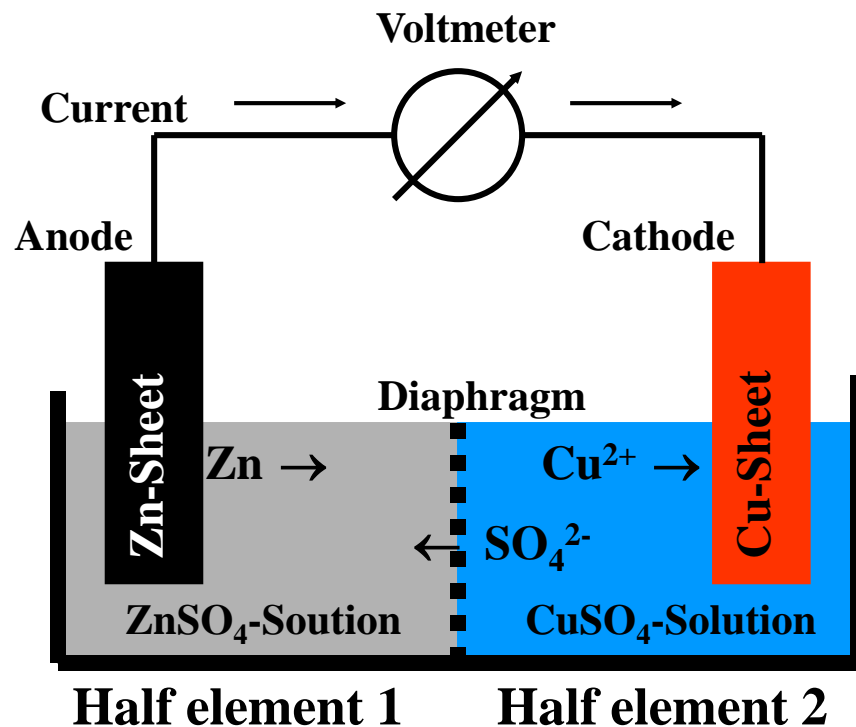 Voltmeter
Current
Anode
Cathode
Zn-Sheet
Diaphragm
Cu-Sheet
Zn →
Cu²⁺ →
← SO₄²⁻
ZnSO₄-Soution
CuSO₄-Solution
Half element 1
Half element 2